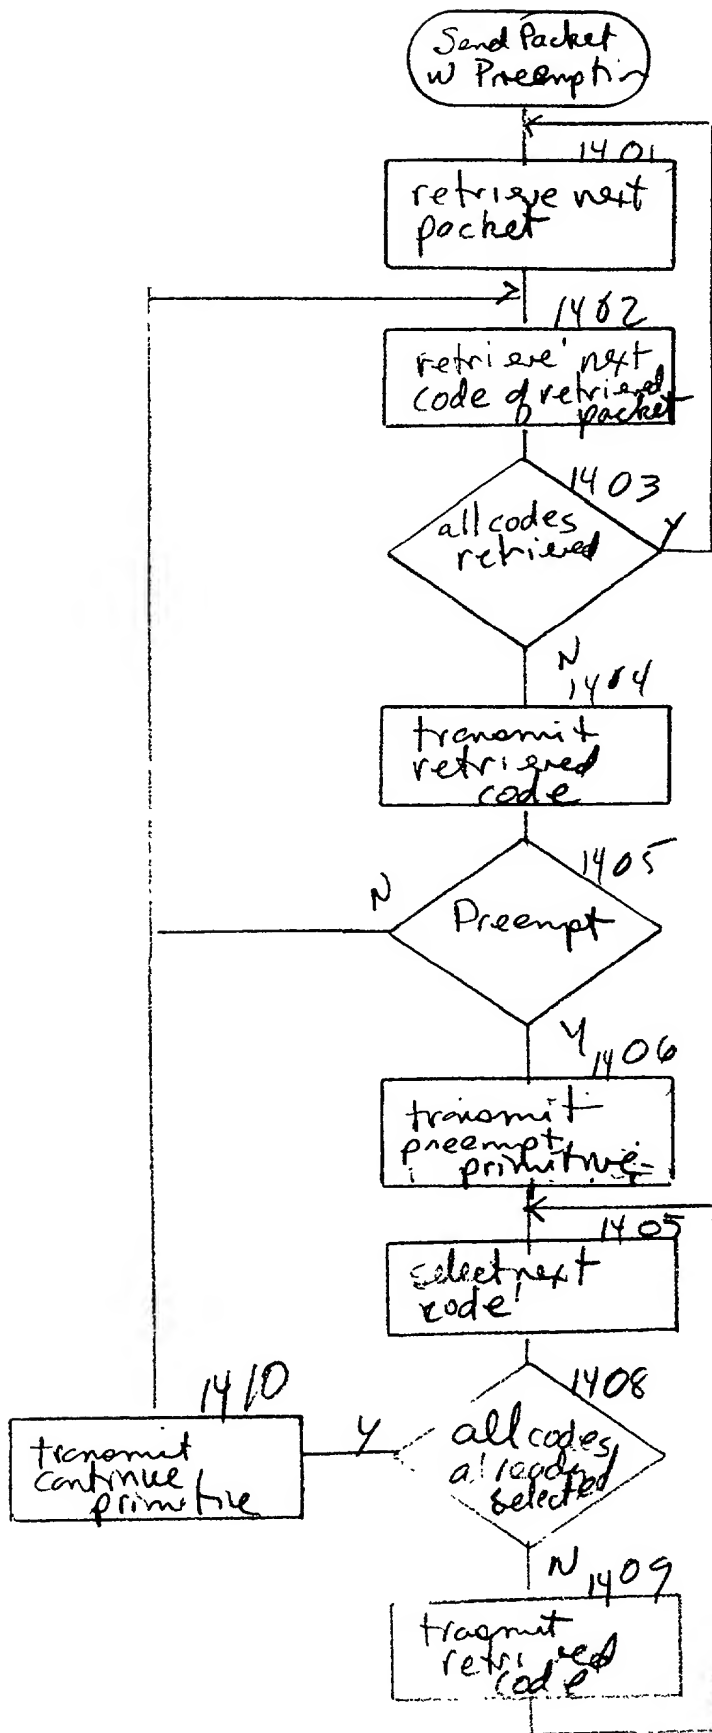 Send Packet
w Preemption
1401
retrieve next
packet
1402
retrieve next
code of retrieved
packet
1403
all codes
retrieved
Y
N
1404
transmit
retrieved
code
1405
N
Preempt
Y
1406
transmit
preempt
primitive
1405
select next
code
1408
1410
all codes
already
selected
Y
transmit
continue
primitive
N
1409
transmit
retrieved
code